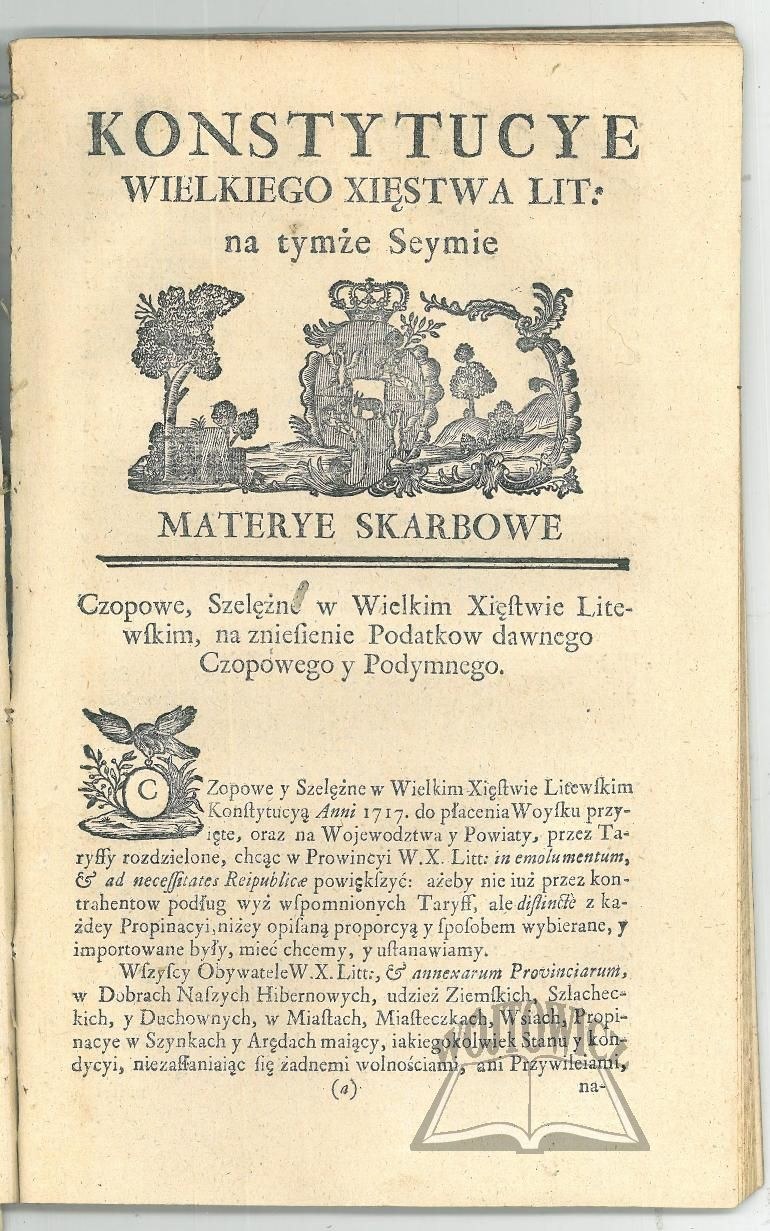 KONSTYTUCYE
WIELKIEGO XIĘSTWA LIT:
na tymże Seymie
MATERYE SKARBOWE
Czopowe, Szelężne w Wielkim Xięſtwie Lite-
wſkim, na znieſienie Podatkow dawnego
Czopowego y Podymnego.
C
Zopowe y Szelężne w Wielkim Xięſtwie Litewſkim
Konſtytucyą Anni 1717. do płacenia Woyſku przy-
ięte, oraz na Wojewodztwa y Powiaty, przez Ta-
ryffy rozdzielone, chcąc w Prowincyi W.X. Litt: in emolumentum,
& ad neceſſitates Reipublicæ powiękſzyć: ażeby nie iuż przez kon-
trahentow podług wyż wſpomnionych Taryff, ale diſtinctè z ka-
żdey Propinacyi, niżey opiſaną proporcyą y ſpoſobem wybierane, y
importowane były, mieć chcemy, y uſtanawiamy.
Wſzyſcy Obywatele W.X. Litt:, & annexarum Provinciarum,
w Dobrach Naſzych Hibernowych, udzież Ziemſkich, Szlachec-
kich, y Duchownych, w Miaſtach, Miaſteczkach, Wsiach, Propi-
nacye w Szynkach y Arędach maiący, iakiegokolwiek Stanu y kon-
dycyi, niezaſłaniaiąc się żadnemi wolnościami, ani Przywileiami,
(a)
na-
WÓJTOWICZ